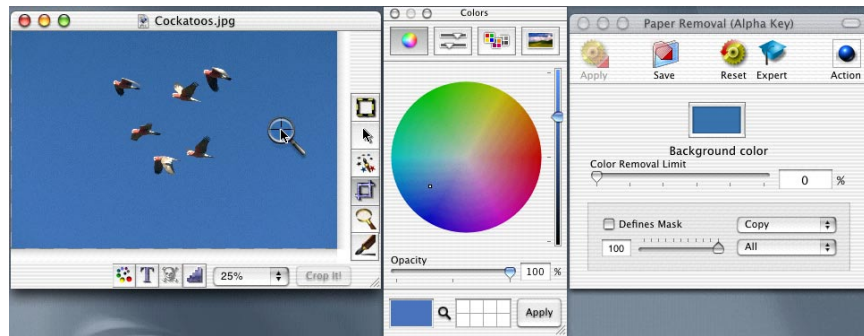 Cockatoos.jpg
25%
Crop it!
Colors
Opacity
100 %
Apply
Paper Removal (Alpha Key)
Apply Save Reset Expert Action
Background color
Color Removal Limit
0 %
Defines Mask Copy
100 All